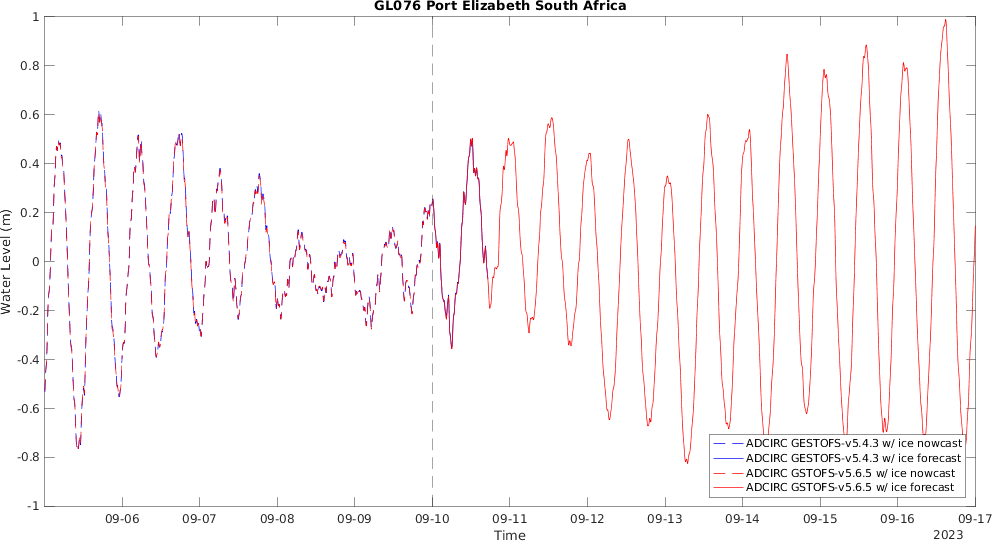 GL076 Port Elizabeth South Africa
1
0.8
0.6
0.4
0.2
0
-0.2
-0.4
-0.6
-0.8
-1
Water Level (m)
ADCIRC GESTOFS-v5.4.3 w/ ice nowcast
ADCIRC GESTOFS-v5.4.3 w/ ice forecast
ADCIRC GSTOFS-v5.6.5 w/ ice nowcast
ADCIRC GSTOFS-v5.6.5 w/ ice forecast
09-06 09-07 09-08 09-09 09-10 09-11 09-12 09-13 09-14 09-15 09-16 09-17
Time
2023